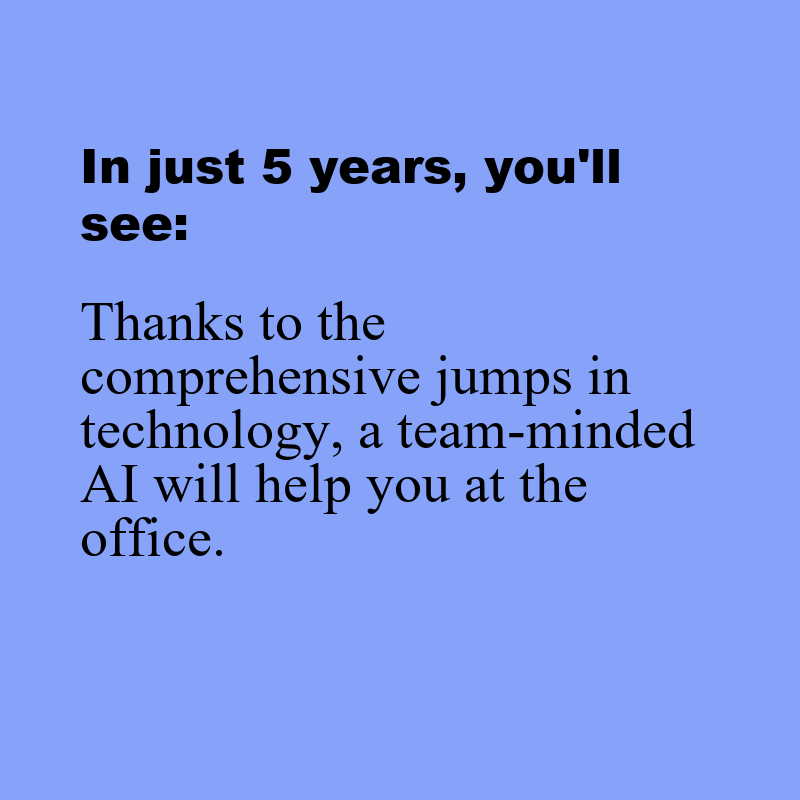 In just 5 years, you'll
see:
Thanks to the
comprehensive jumps in
technology, a team-minded
AI will help you at the
office.